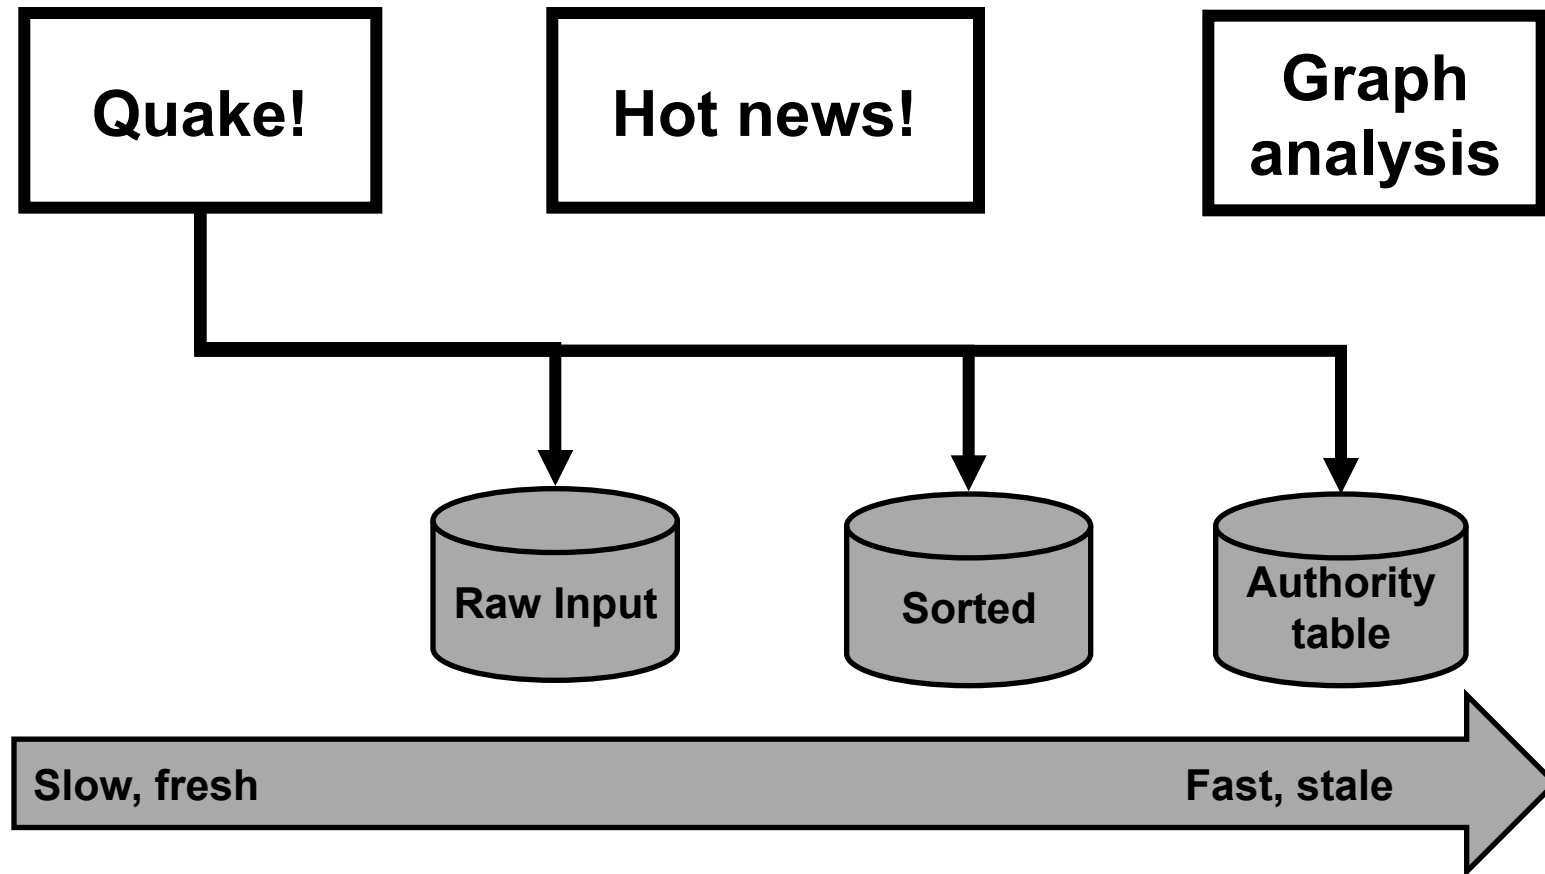 Quake!
Hot news!
Graph
analysis
Raw Input
Sorted
Authority
table
Slow, fresh
Fast, stale